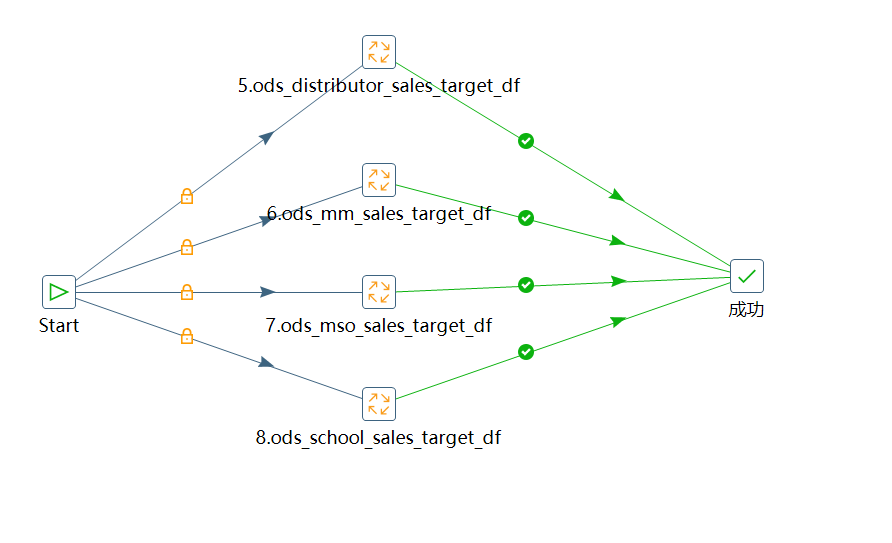 5.ods_distributor_sales_target_df
6.ods_mm_sales_target_df
Start
7.ods_mso_sales_target_df
成功
8.ods_school_sales_target_df